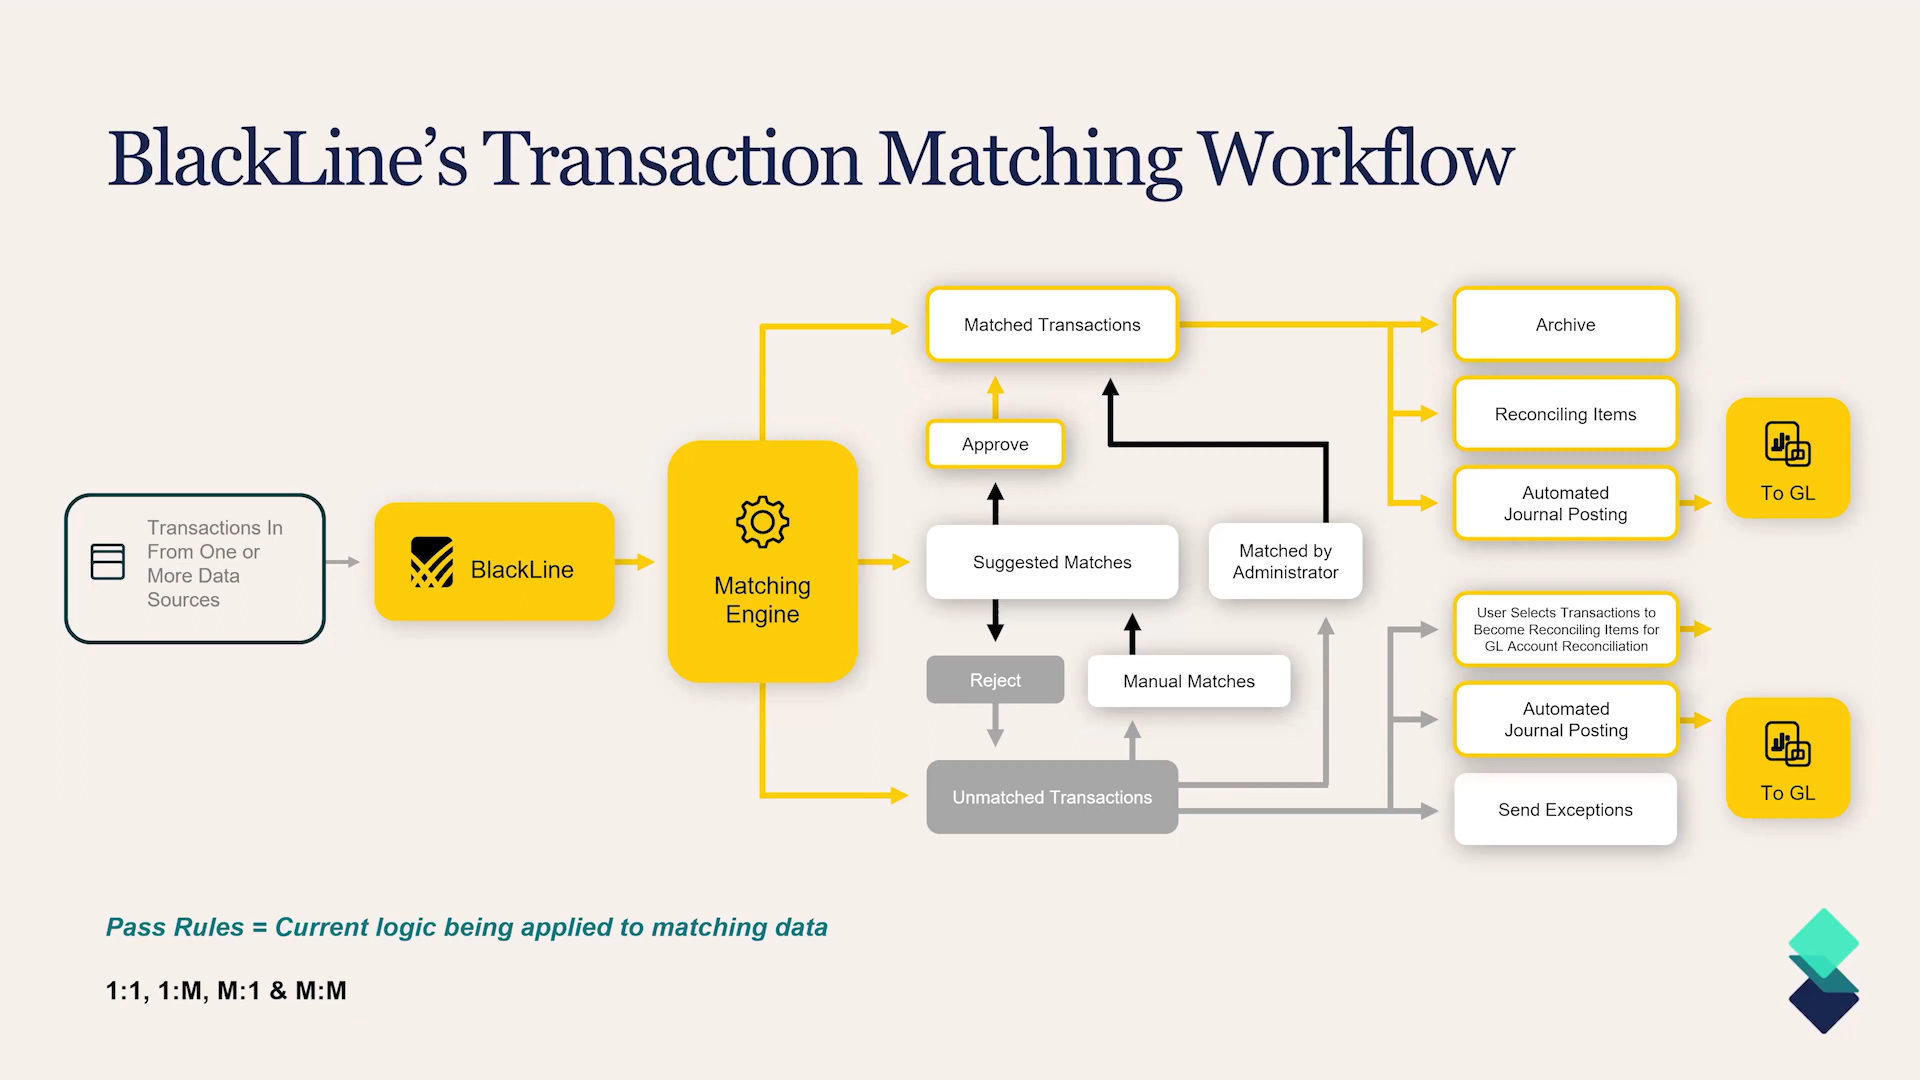 BlackLine’s Transaction Matching Workflow
Transactions In
From One or
More Data
Sources
BlackLine
Matching
Engine
Matched Transactions
Approve
Suggested Matches
Matched by
Administrator
Reject
Manual Matches
Unmatched Transactions
Archive
Reconciling Items
Automated
Journal Posting
To GL
User Selects Transactions to
Become Reconciling Items for
GL Account Reconciliation
Automated
Journal Posting
Send Exceptions
To GL
Pass Rules = Current logic being applied to matching data
1:1, 1:M, M:1 & M:M